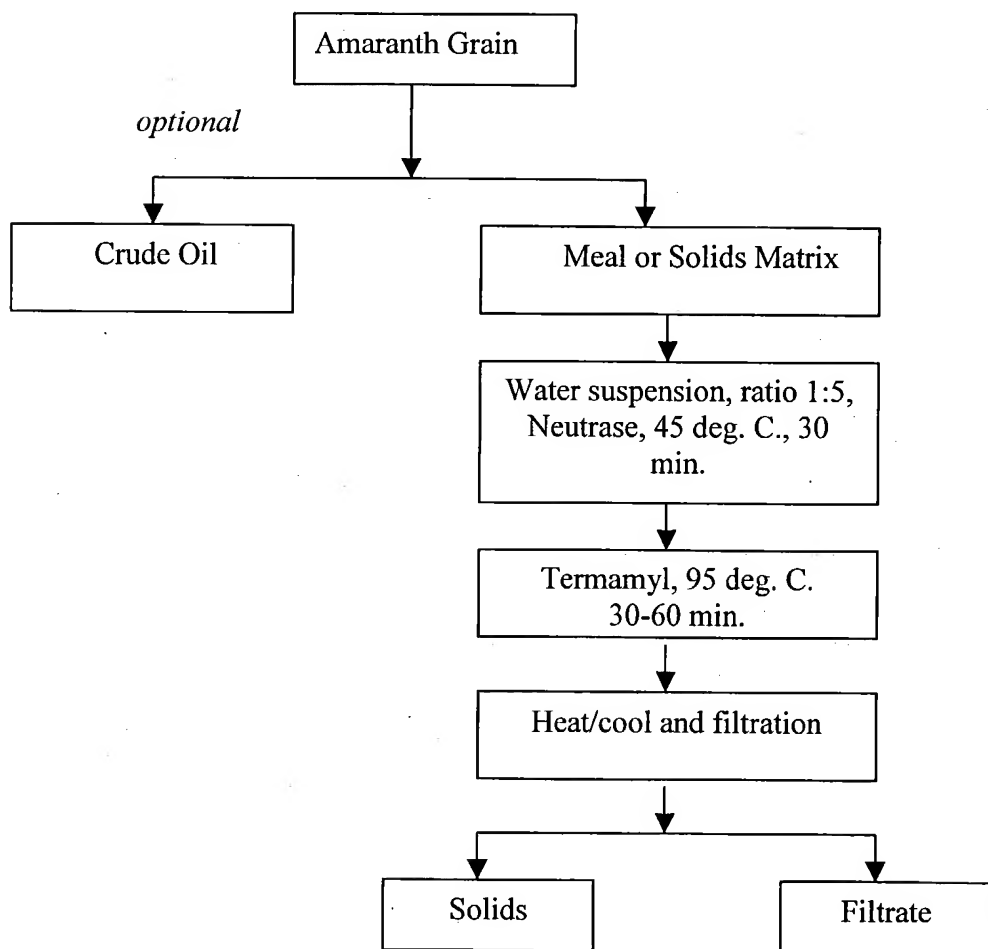 Amaranth Grain
optional
Crude Oil
Meal or Solids Matrix
Water suspension, ratio 1:5,
Neutrase, 45 deg. C., 30
min.
Termamyl, 95 deg. C.
30-60 min.
Heat/cool and filtration
Solids
Filtrate